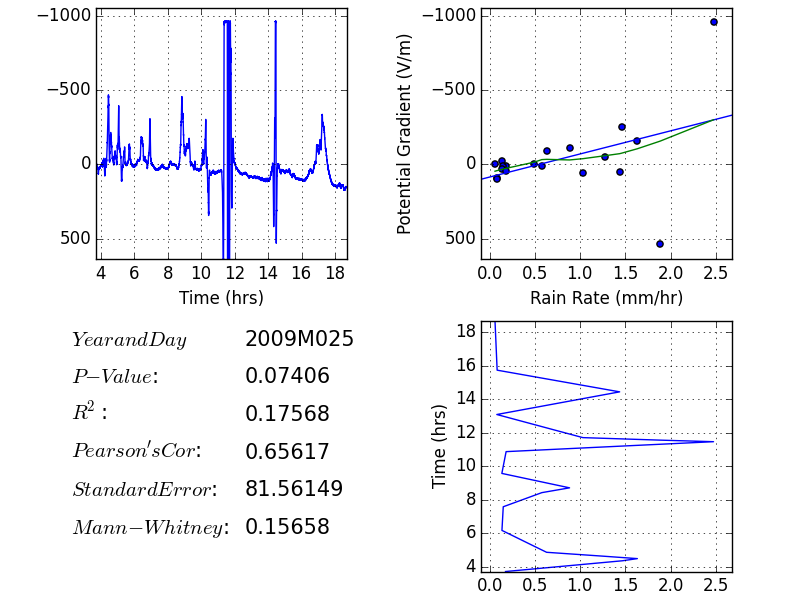 −1000
−500
0
500
4 6 8 10 12 14 16 18
Time (hrs)
Potential Gradient (V/m)
−1000
−500
0
500
0.0 0.5 1.0 1.5 2.0 2.5
Rain Rate (mm/hr)
YearandDay 2009M025
P−Value: 0.07406
R²: 0.17568
Pearson'sCor: 0.65617
StandardError: 81.56149
Mann−Whitney: 0.15658
Time (hrs)
18
16
14
12
10
8
6
4
0.0 0.5 1.0 1.5 2.0 2.5